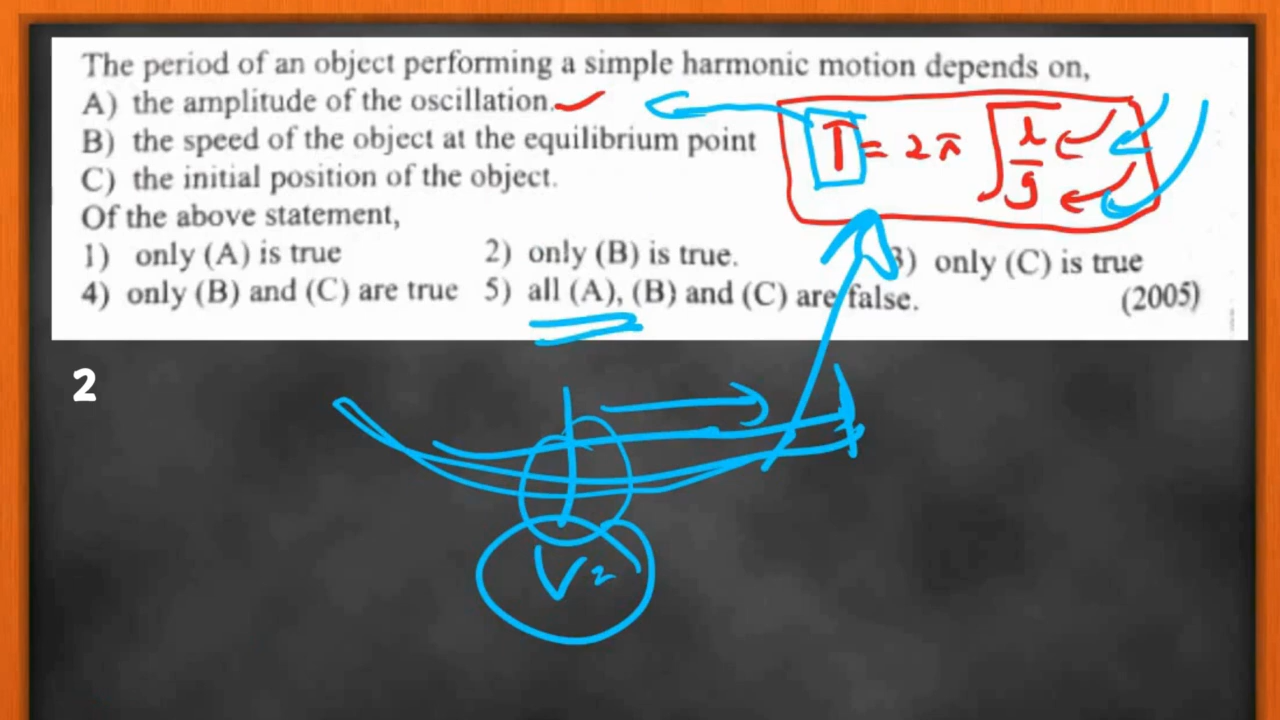 The period of an object performing a simple harmonic motion depends on,
A) the amplitude of the oscillation.
B) the speed of the object at the equilibrium point
T = 2π √l/g
C) the initial position of the object.
Of the above statement,
1) only (A) is true 2) only (B) is true. 3) only (C) is true
4) only (B) and (C) are true 5) all (A), (B) and (C) are false. (2005)
2
V2